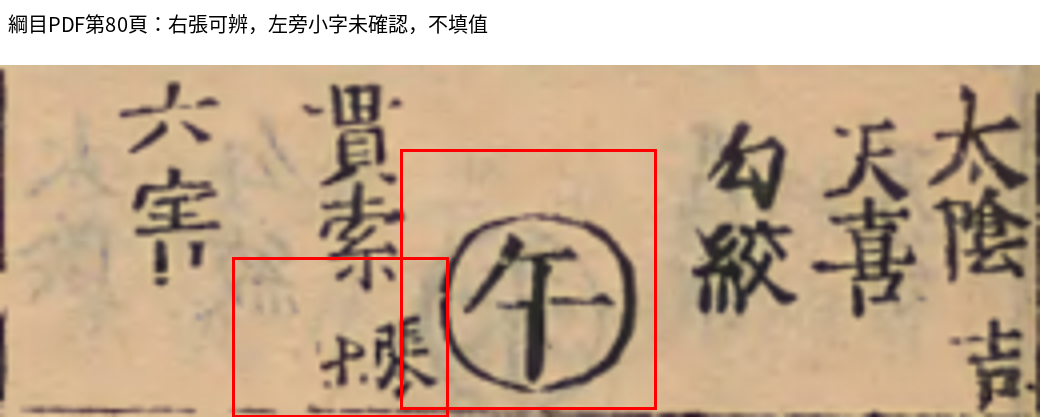 綱目PDF第80頁：右張可辨，左旁小字未確認，不填值
太陰 吉
天喜
勾絞
午
貫索 張
六害